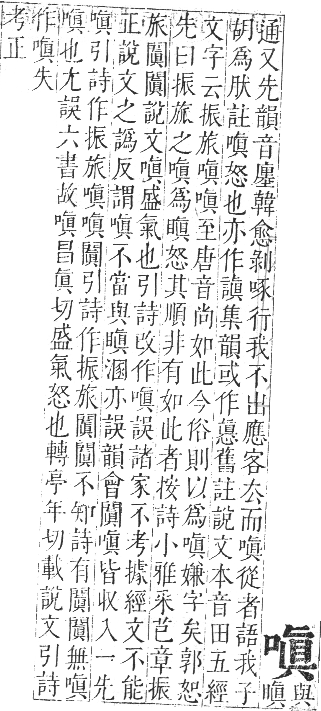 嗔
與
瞋
通又先韻音塵韓愈剝啄行我不出應客厺而嗔從者語我子
胡爲肰註嗔怒也亦作謓集韻或作舊註說文本音田五經
文字云振旅嗔嗔至唐音尚如此今俗則以爲嗔嫌字矣郭恕
先曰振旅之嗔爲瞋怒其順非有如此者按詩小雅采芑章振
旅闐闐說文嗔盛氣也引詩改作嗔誤諸家不考據經文不能
正說文之譌反謂嗔不當與瞋溷亦誤韻會闐嗔皆收入一先
嗔引詩作振旅嗔嗔闐引詩作振旅闐闐不知詩有闐闐無嗔
嗔也尤誤六書故嗔昌眞切盛氣怒也轉亭年切載說文引詩
作嗔失
考正